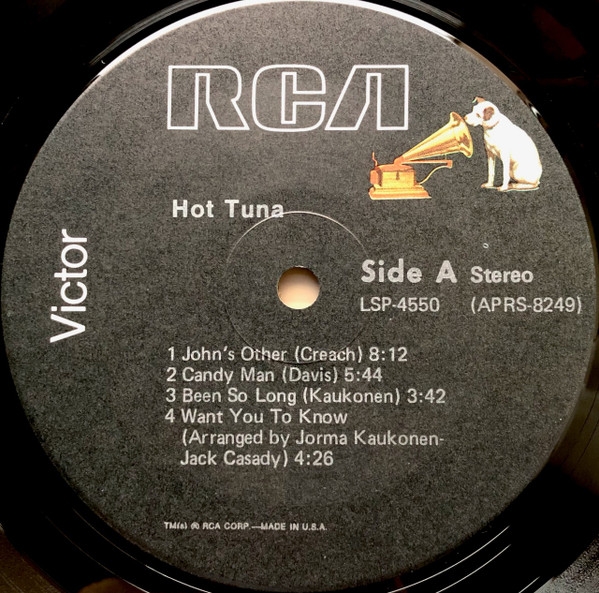 RCA
Victor
Hot Tuna
Side A Stereo
LSP-4550 (APRS-8249)
1 John's Other (Creach) 8:12
2 Candy Man (Davis) 5:44
3 Been So Long (Kaukonen) 3:42
4 Want You To Know
(Arranged by Jorma Kaukonen-
Jack Casady) 4:26
TM(s) ® RCA CORP.—MADE IN U.S.A.